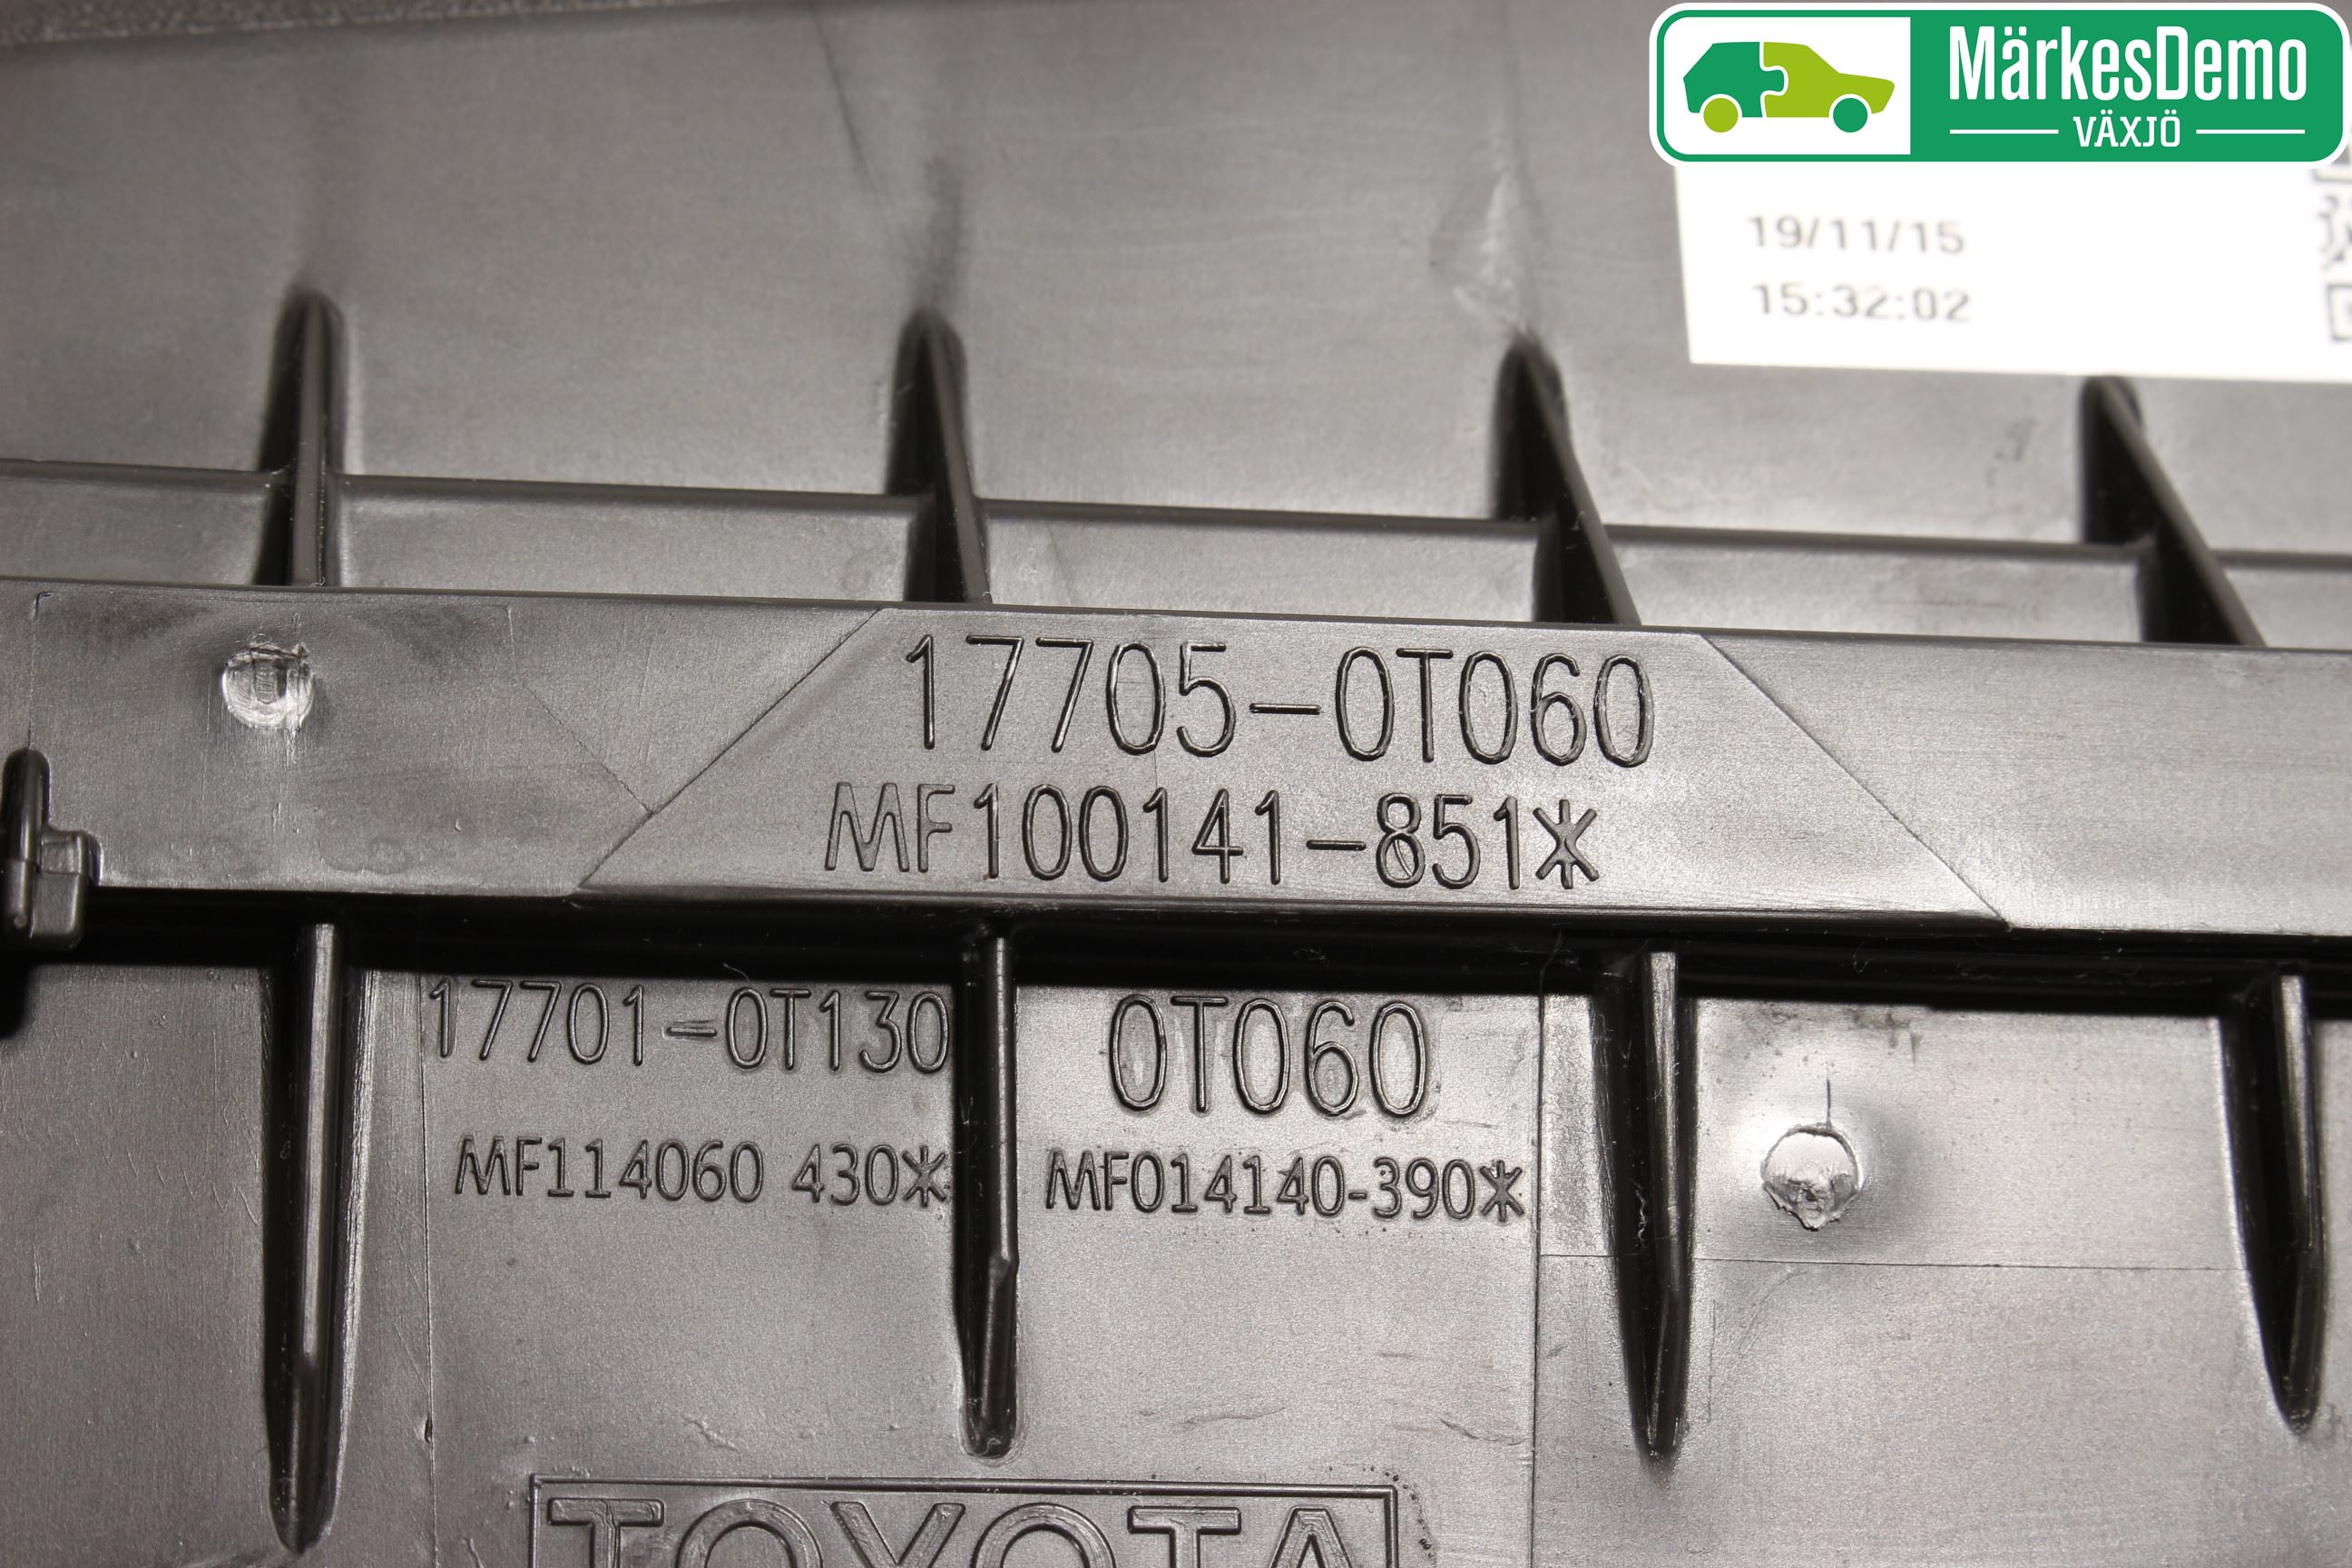 MärkesDemo
VÄXJÖ
19/11/15
15:32:02
17705-0T060
MF100141-851*
17701-0T130
0T060
MF114060 430*
MF014140-390*
TOYOTA